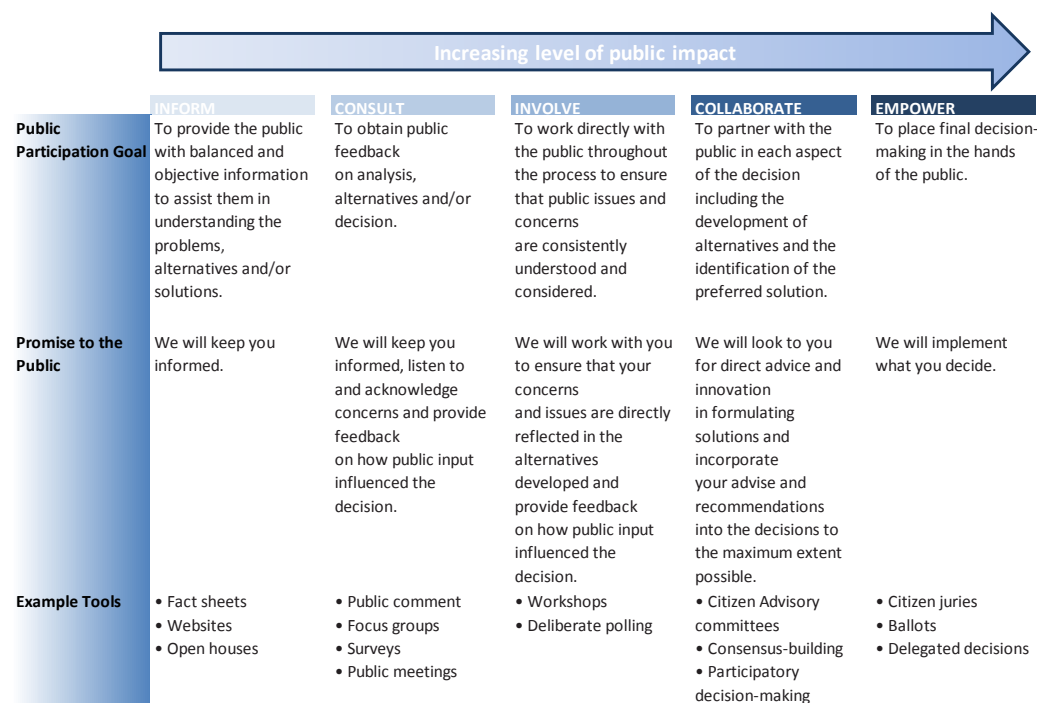 Increasing level of public impact
INFORM
CONSULT
INVOLVE
COLLABORATE
EMPOWER
Public
Participation Goal
To provide the public
with balanced and
objective information
to assist them in
understanding the
problems,
alternatives and/or
solutions.
To obtain public
feedback
on analysis,
alternatives and/or
decision.
To work directly with
the public throughout
the process to ensure
that public issues and
concerns
are consistently
understood and
considered.
To partner with the
public in each aspect
of the decision
including the
development of
alternatives and the
identification of the
preferred solution.
To place final decision-
making in the hands
of the public.
Promise to the
Public
We will keep you
informed.
We will keep you
informed, listen to
and acknowledge
concerns and provide
feedback
on how public input
influenced the
decision.
We will work with you
to ensure that your
concerns
and issues are directly
reflected in the
alternatives
developed and
provide feedback
on how public input
influenced the
decision.
We will look to you
for direct advice and
innovation
in formulating
solutions and
incorporate
your advise and
recommendations
into the decisions to
the maximum extent
possible.
We will implement
what you decide.
Example Tools
• Fact sheets
• Websites
• Open houses
• Public comment
• Focus groups
• Surveys
• Public meetings
• Workshops
• Deliberate polling
• Citizen Advisory
committees
• Consensus-building
• Participatory
decision-making
• Citizen juries
• Ballots
• Delegated decisions